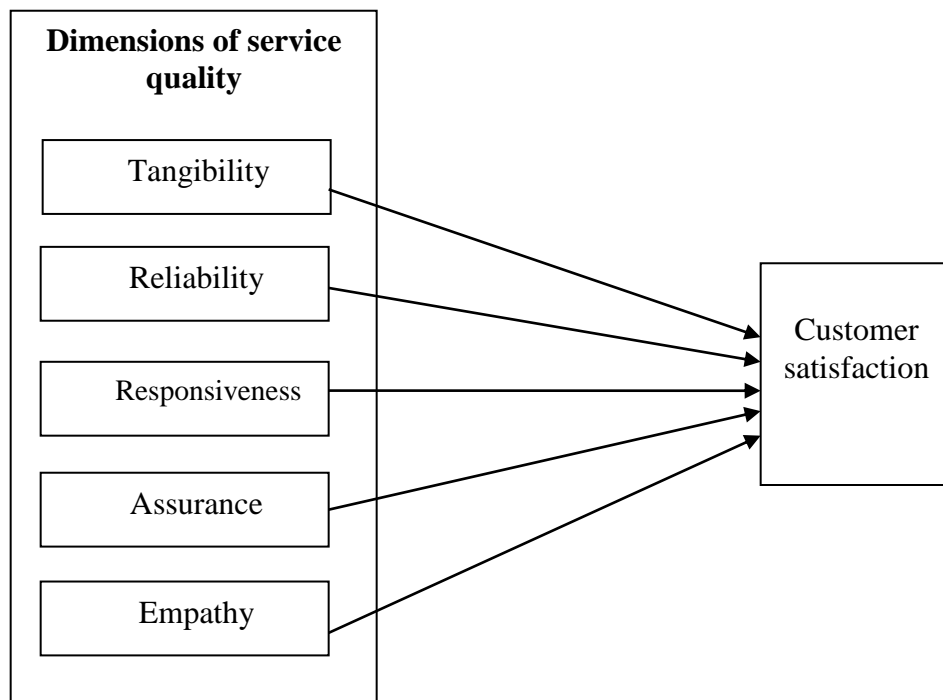 Dimensions of service
quality
Tangibility
Reliability
Responsiveness
Assurance
Empathy
Customer
satisfaction